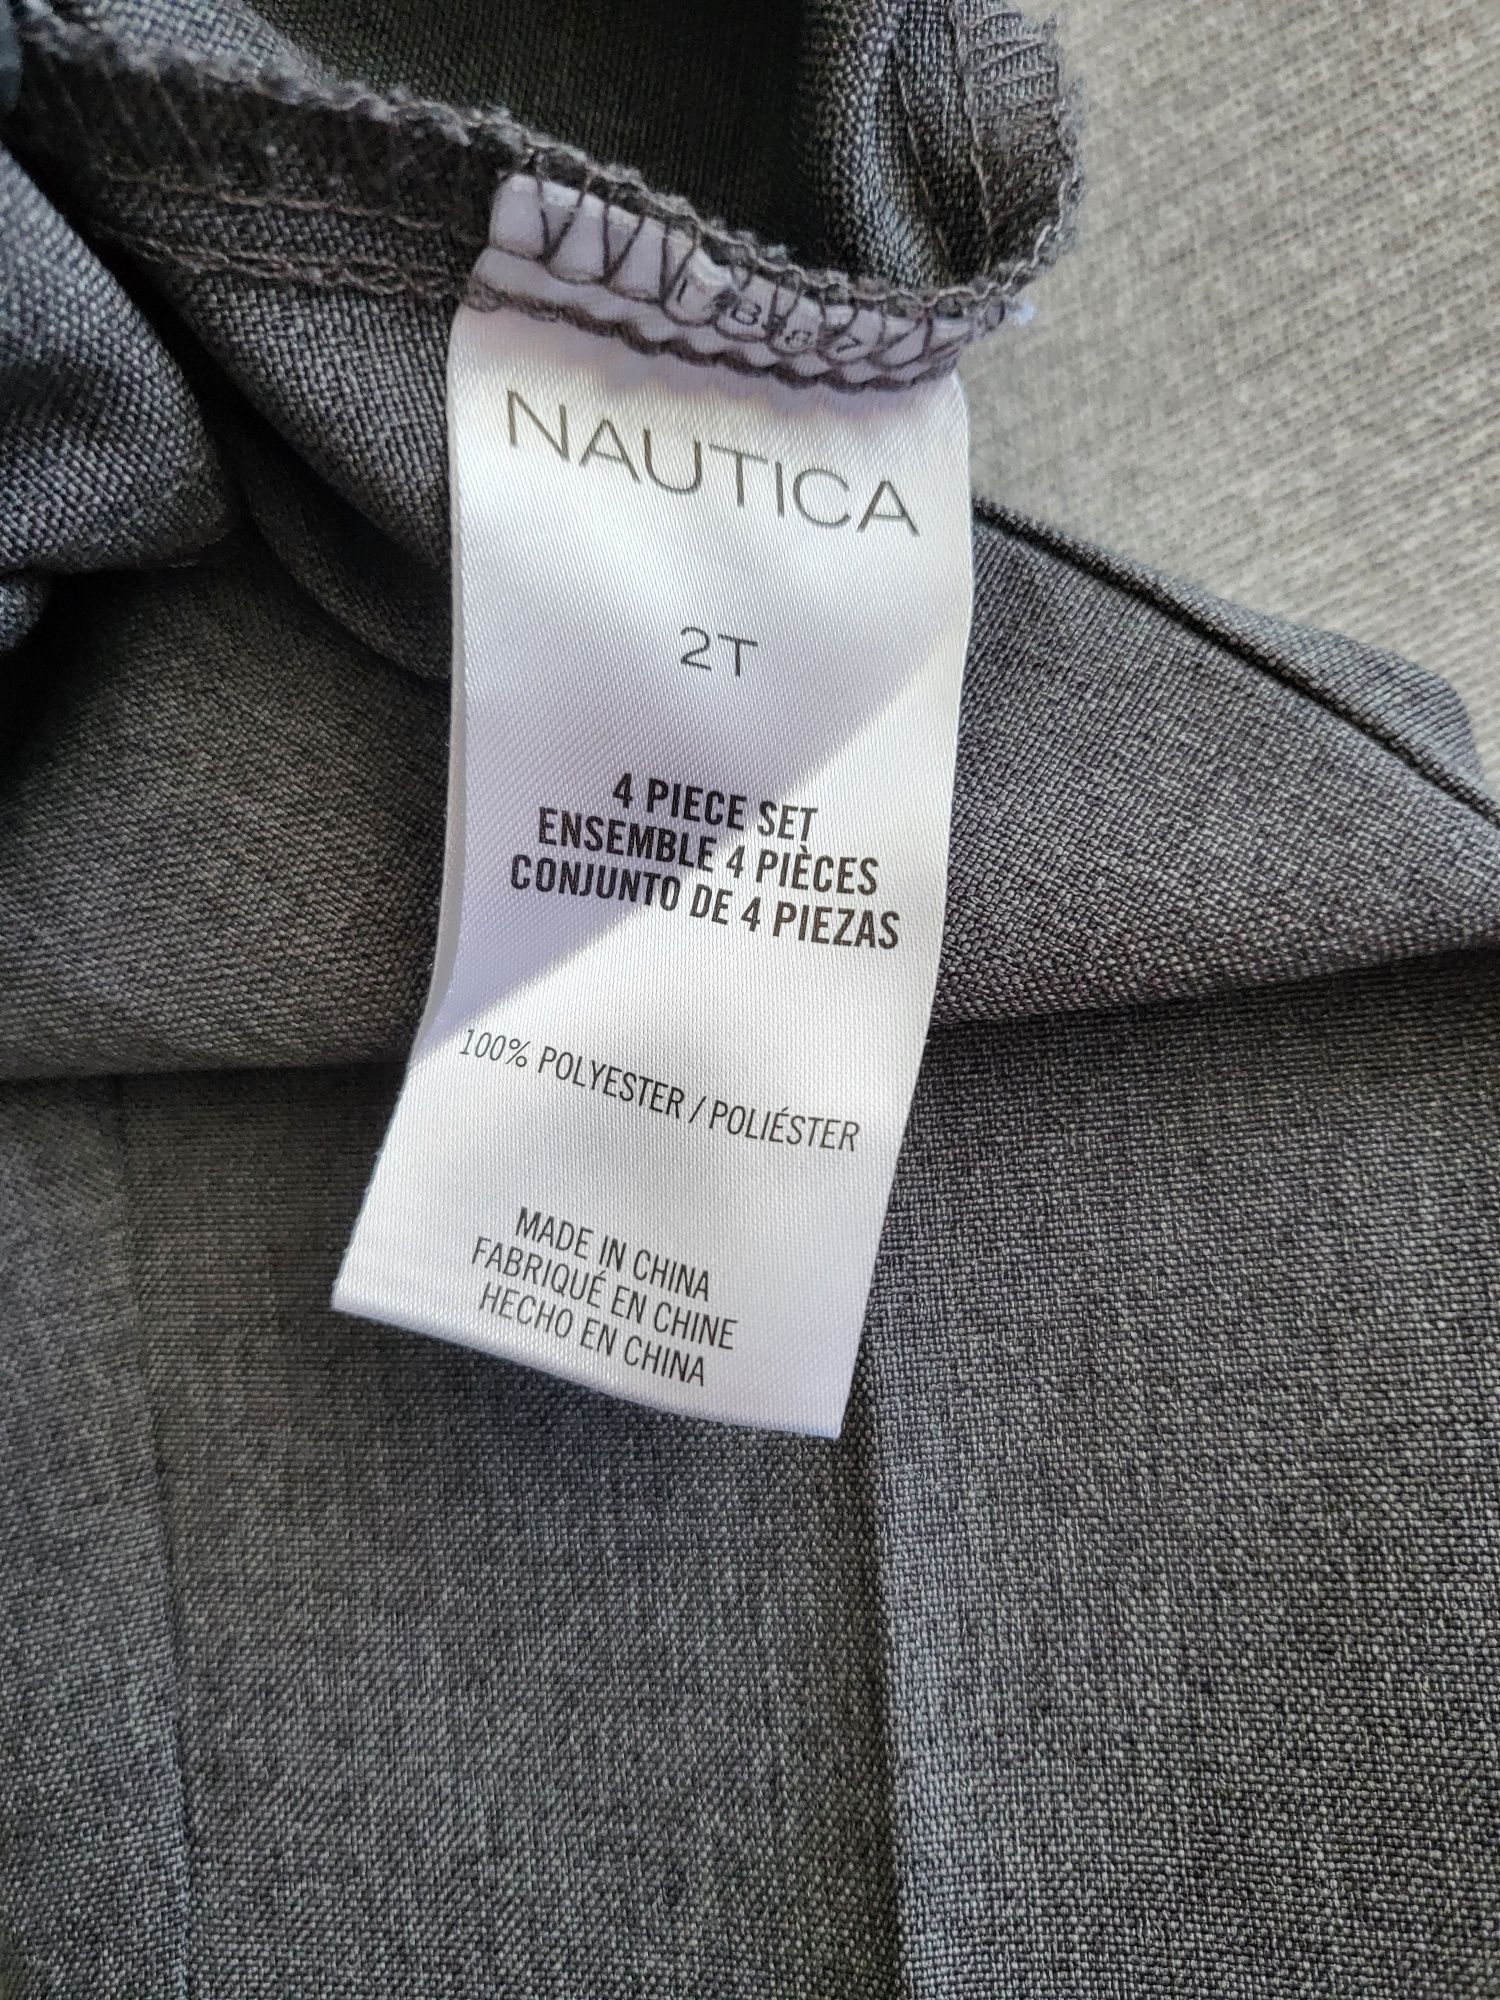 NAUTICA
2T
4 PIECE SET
ENSEMBLE 4 PIÈCES
CONJUNTO DE 4 PIEZAS
100% POLYESTER / POLIÉSTER
MADE IN CHINA
FABRIQUÉ EN CHINE
HECHO EN CHINA